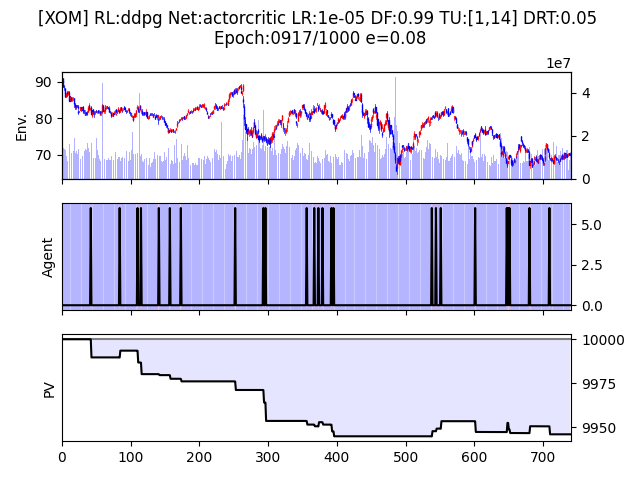 [XOM] RL:ddpg Net:actorcritic LR:1e-05 DF:0.99 TU:[1,14] DRT:0.05
Epoch:0917/1000 e=0.08
1e7
90
80
70
Env.
4
2
0
Agent
5.0
2.5
0.0
PV
10000
9975
9950
0 100 200 300 400 500 600 700